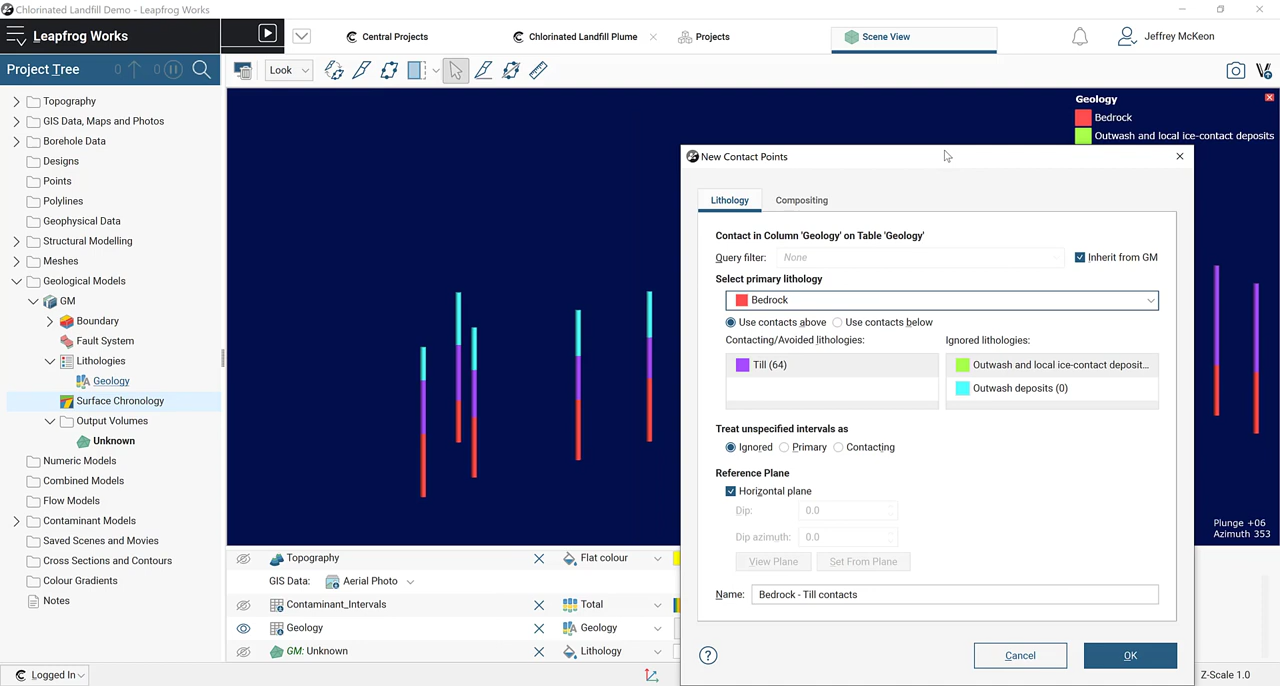 Chlorinated Landfill Demo - Leapfrog Works
Leapfrog Works
Central Projects
Chlorinated Landfill Plume
Projects
Scene View
Jeffrey McKeon
Project Tree
0
0
Look
Topography
GIS Data, Maps and Photos
Borehole Data
Designs
Points
Polylines
Geophysical Data
Structural Modelling
Meshes
Geological Models
GM
Boundary
Fault System
Lithologies
Geology
Surface Chronology
Output Volumes
Unknown
Numeric Models
Combined Models
Flow Models
Contaminant Models
Saved Scenes and Movies
Cross Sections and Contours
Colour Gradients
Notes
Geology
Bedrock
Outwash and local ice-contact deposits
New Contact Points
Lithology
Compositing
Contact in Column 'Geology' on Table 'Geology'
Query filter: None Inherit from GM
Select primary lithology
Bedrock
Use contacts above Use contacts below
Contacting/Avoided lithologies: Ignored lithologies:
Till (64) Outwash and local ice-contact deposit...
Outwash deposits (0)
Treat unspecified intervals as
Ignored Primary Contacting
Reference Plane
Horizontal plane
Dip: 0.0
Dip azimuth: 0.0
View Plane Set From Plane
Name: Bedrock - Till contacts
? Cancel OK
Plunge +06
Azimuth 353
Topography Flat colour
GIS Data: Aerial Photo
Contaminant_Intervals Total
Geology Geology
GM: Unknown Lithology
Logged In
Z-Scale 1.0